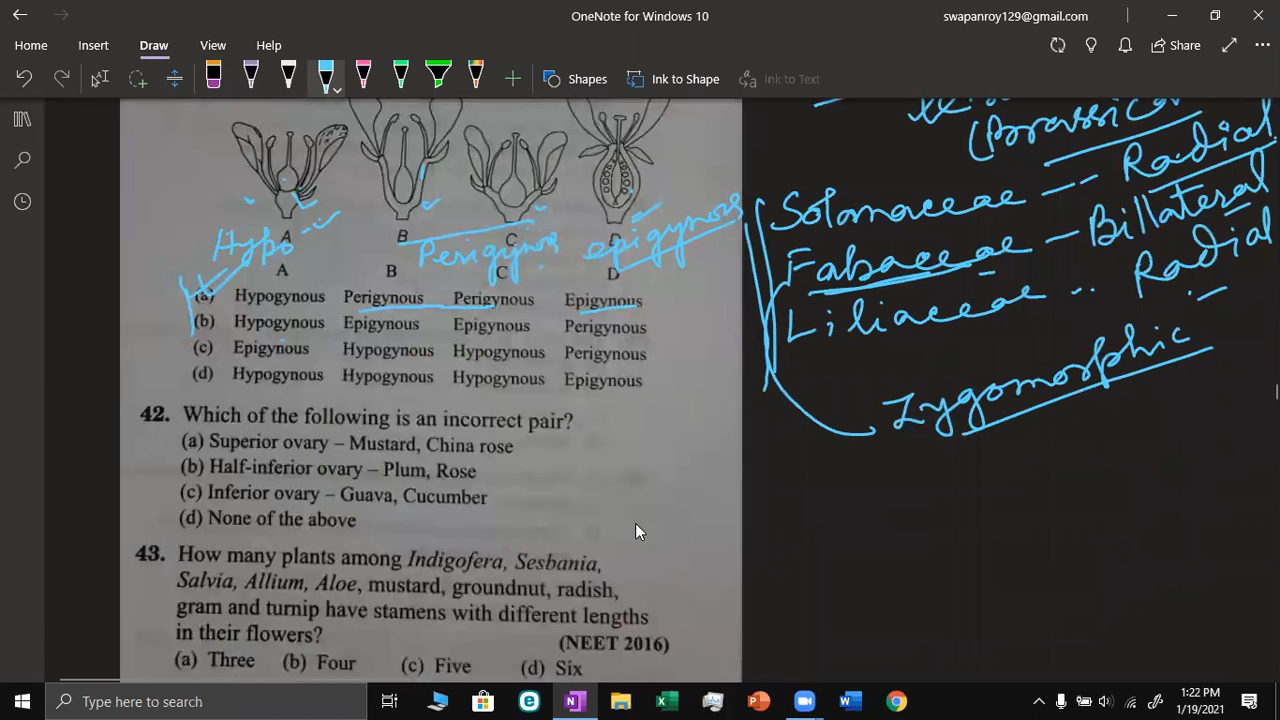 OneNote for Windows 10
swapanroy129@gmail.com
Home Insert Draw View Help
Share
Shapes
Ink to Shape
Ink to Text
(Brassica
Solanaceae -- Radial
Fabaceae - Billateral
Liliaceae .. Radial
Zygomorphic
A B C D
Hypo Perigynos epigynous
A B C D
(a) Hypogynous Perigynous Perigynous Epigynous
(b) Hypogynous Epigynous Epigynous Perigynous
(c) Epigynous Hypogynous Hypogynous Perigynous
(d) Hypogynous Hypogynous Hypogynous Epigynous
42. Which of the following is an incorrect pair?
(a) Superior ovary – Mustard, China rose
(b) Half-inferior ovary – Plum, Rose
(c) Inferior ovary – Guava, Cucumber
(d) None of the above
43. How many plants among Indigofera, Sesbania,
Salvia, Allium, Aloe, mustard, groundnut, radish,
gram and turnip have stamens with different lengths
in their flowers?
(NEET 2016)
(a) Three (b) Four (c) Five (d) Six
Type here to search
1:22 PM
1/19/2021